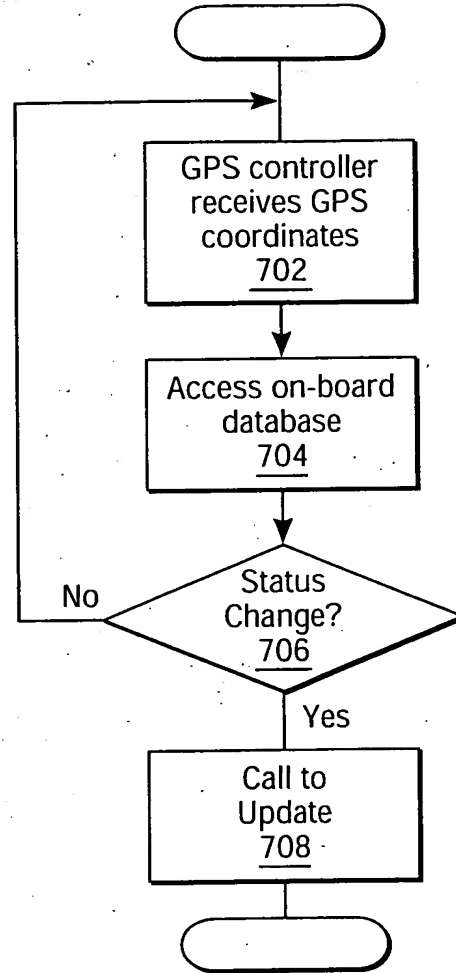 GPS controller
receives GPS
coordinates
702
Access on-board
database
704
Status
Change?
706
No
Yes
Call to
Update
708